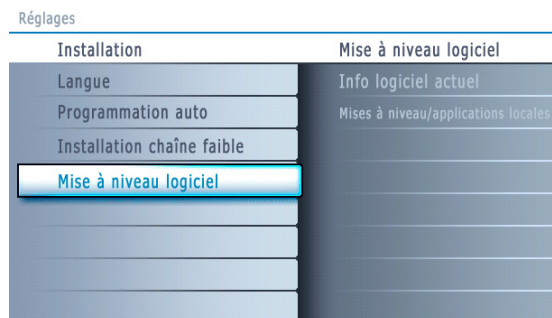 Réglages
Installation
Mise à niveau logiciel
Langue
Info logiciel actuel
Programmation auto
Mises à niveau/applications locales
Installation chaîne faible
Mise à niveau logiciel